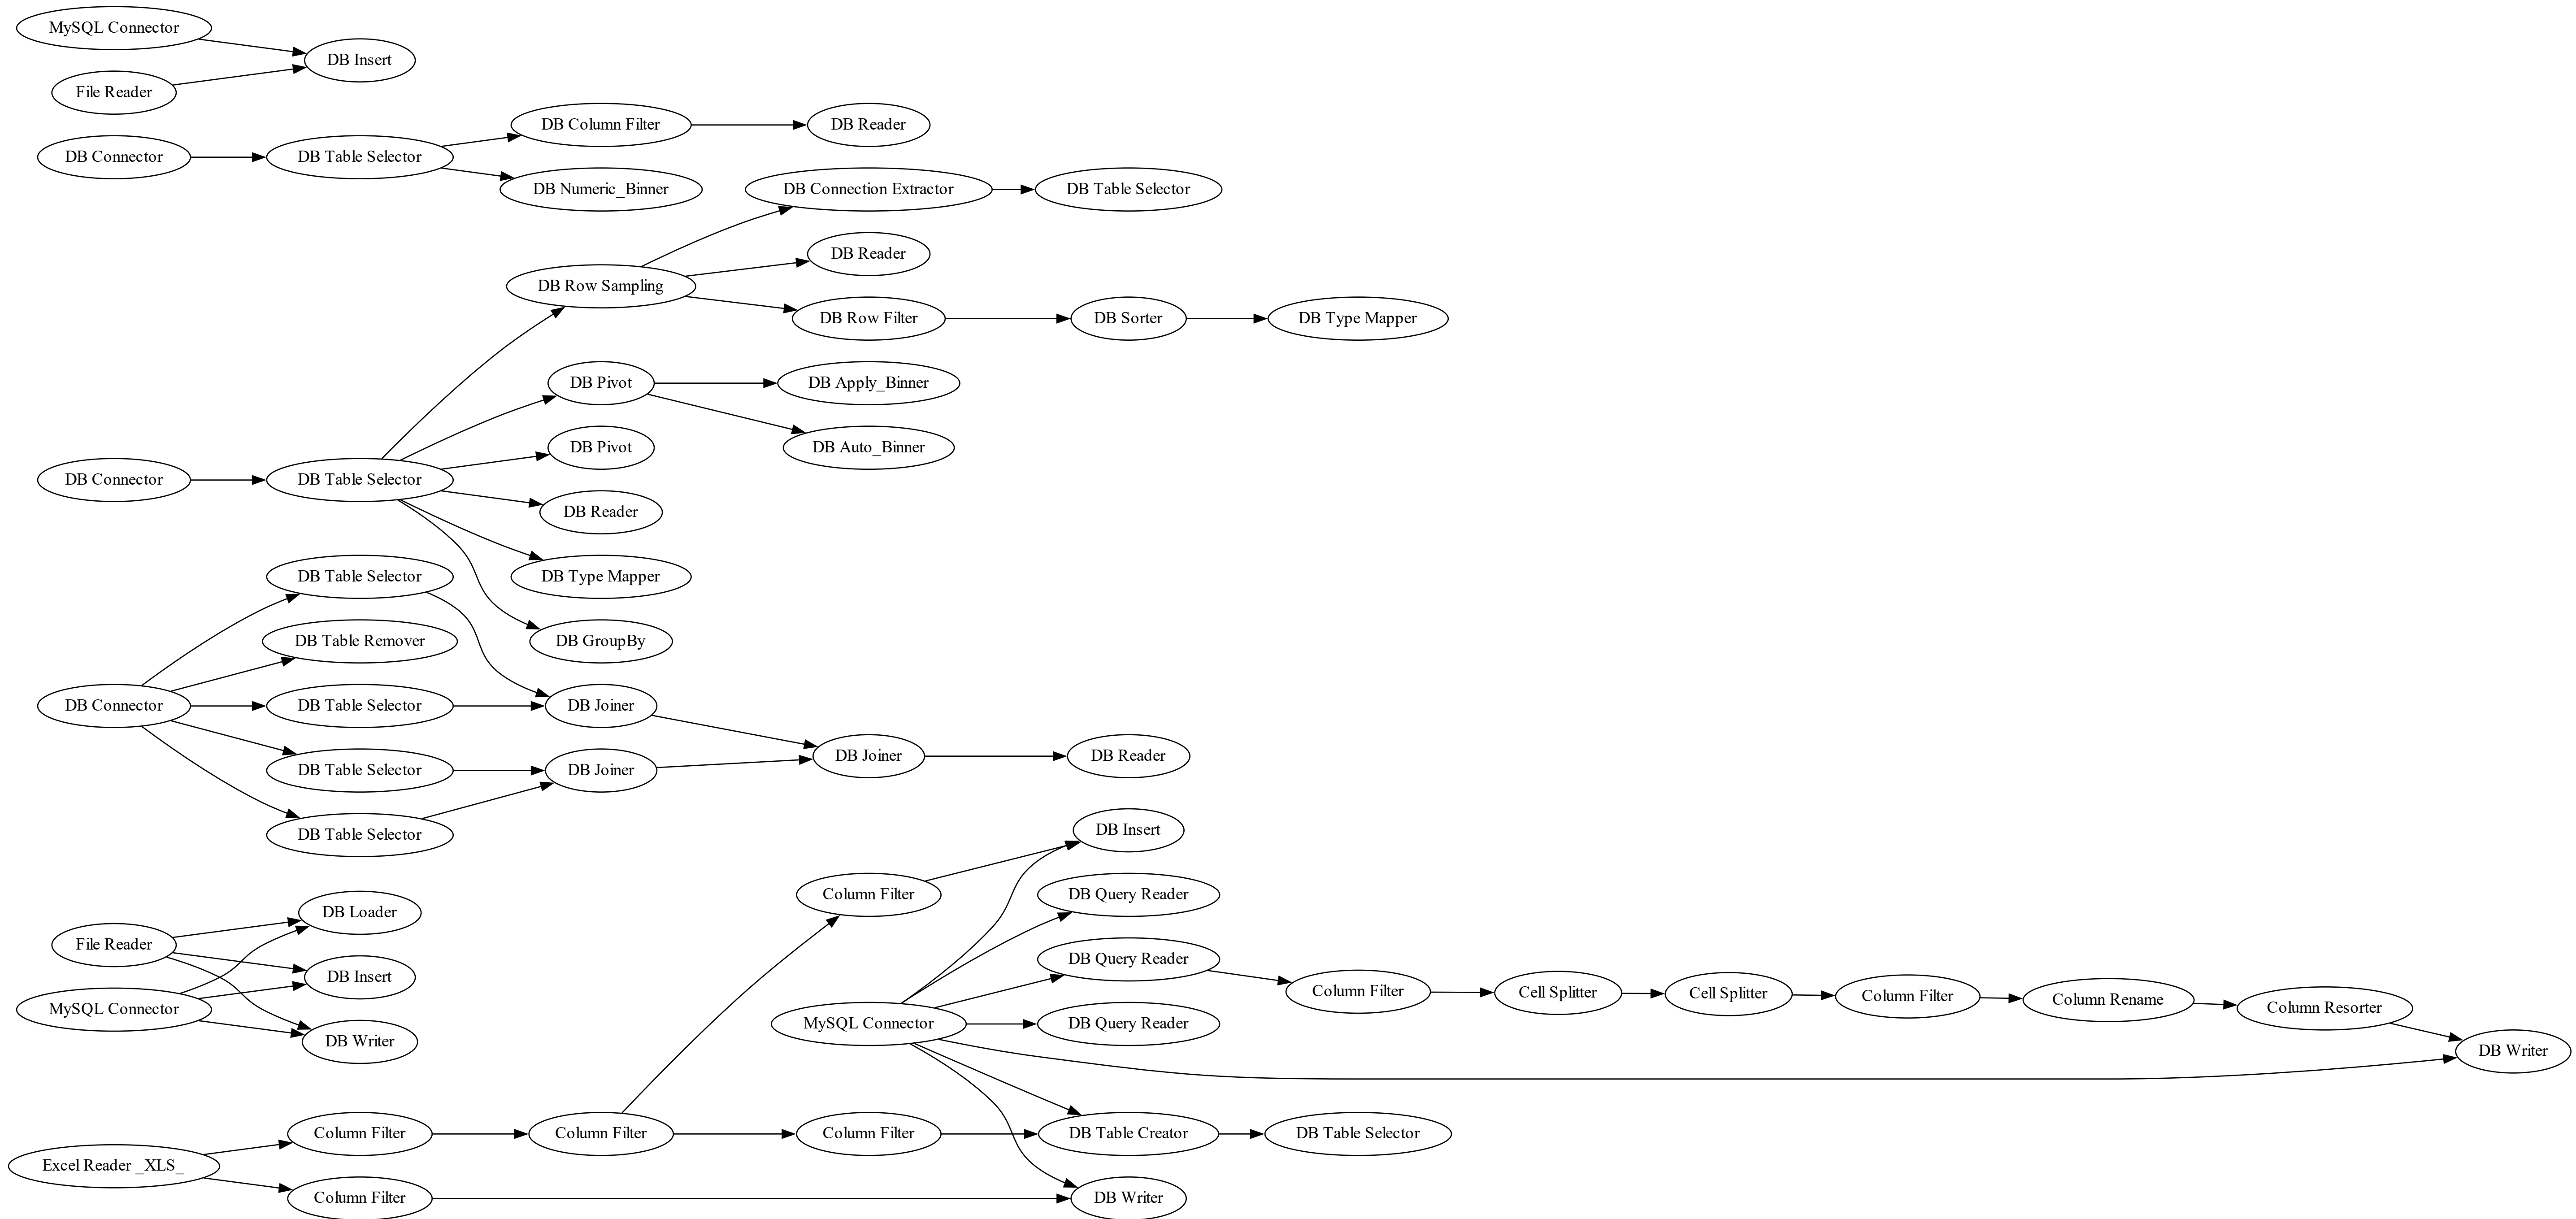 MySQL Connector
DB Insert
File Reader
DB Column Filter
DB Reader
DB Connector
DB Table Selector
DB Numeric_Binner
DB Connection Extractor
DB Table Selector
DB Reader
DB Row Sampling
DB Row Filter
DB Sorter
DB Type Mapper
DB Pivot
DB Apply_Binner
DB Pivot
DB Auto_Binner
DB Connector
DB Table Selector
DB Reader
DB Table Selector
DB Type Mapper
DB Table Remover
DB GroupBy
DB Connector
DB Table Selector
DB Joiner
DB Table Selector
DB Joiner
DB Joiner
DB Reader
DB Table Selector
DB Insert
Column Filter
DB Query Reader
DB Loader
File Reader
DB Query Reader
DB Insert
Column Filter
Cell Splitter
Cell Splitter
Column Filter
Column Rename
Column Resorter
MySQL Connector
MySQL Connector
DB Query Reader
DB Writer
DB Writer
Column Filter
Column Filter
Column Filter
DB Table Creator
DB Table Selector
Excel Reader _XLS_
Column Filter
DB Writer